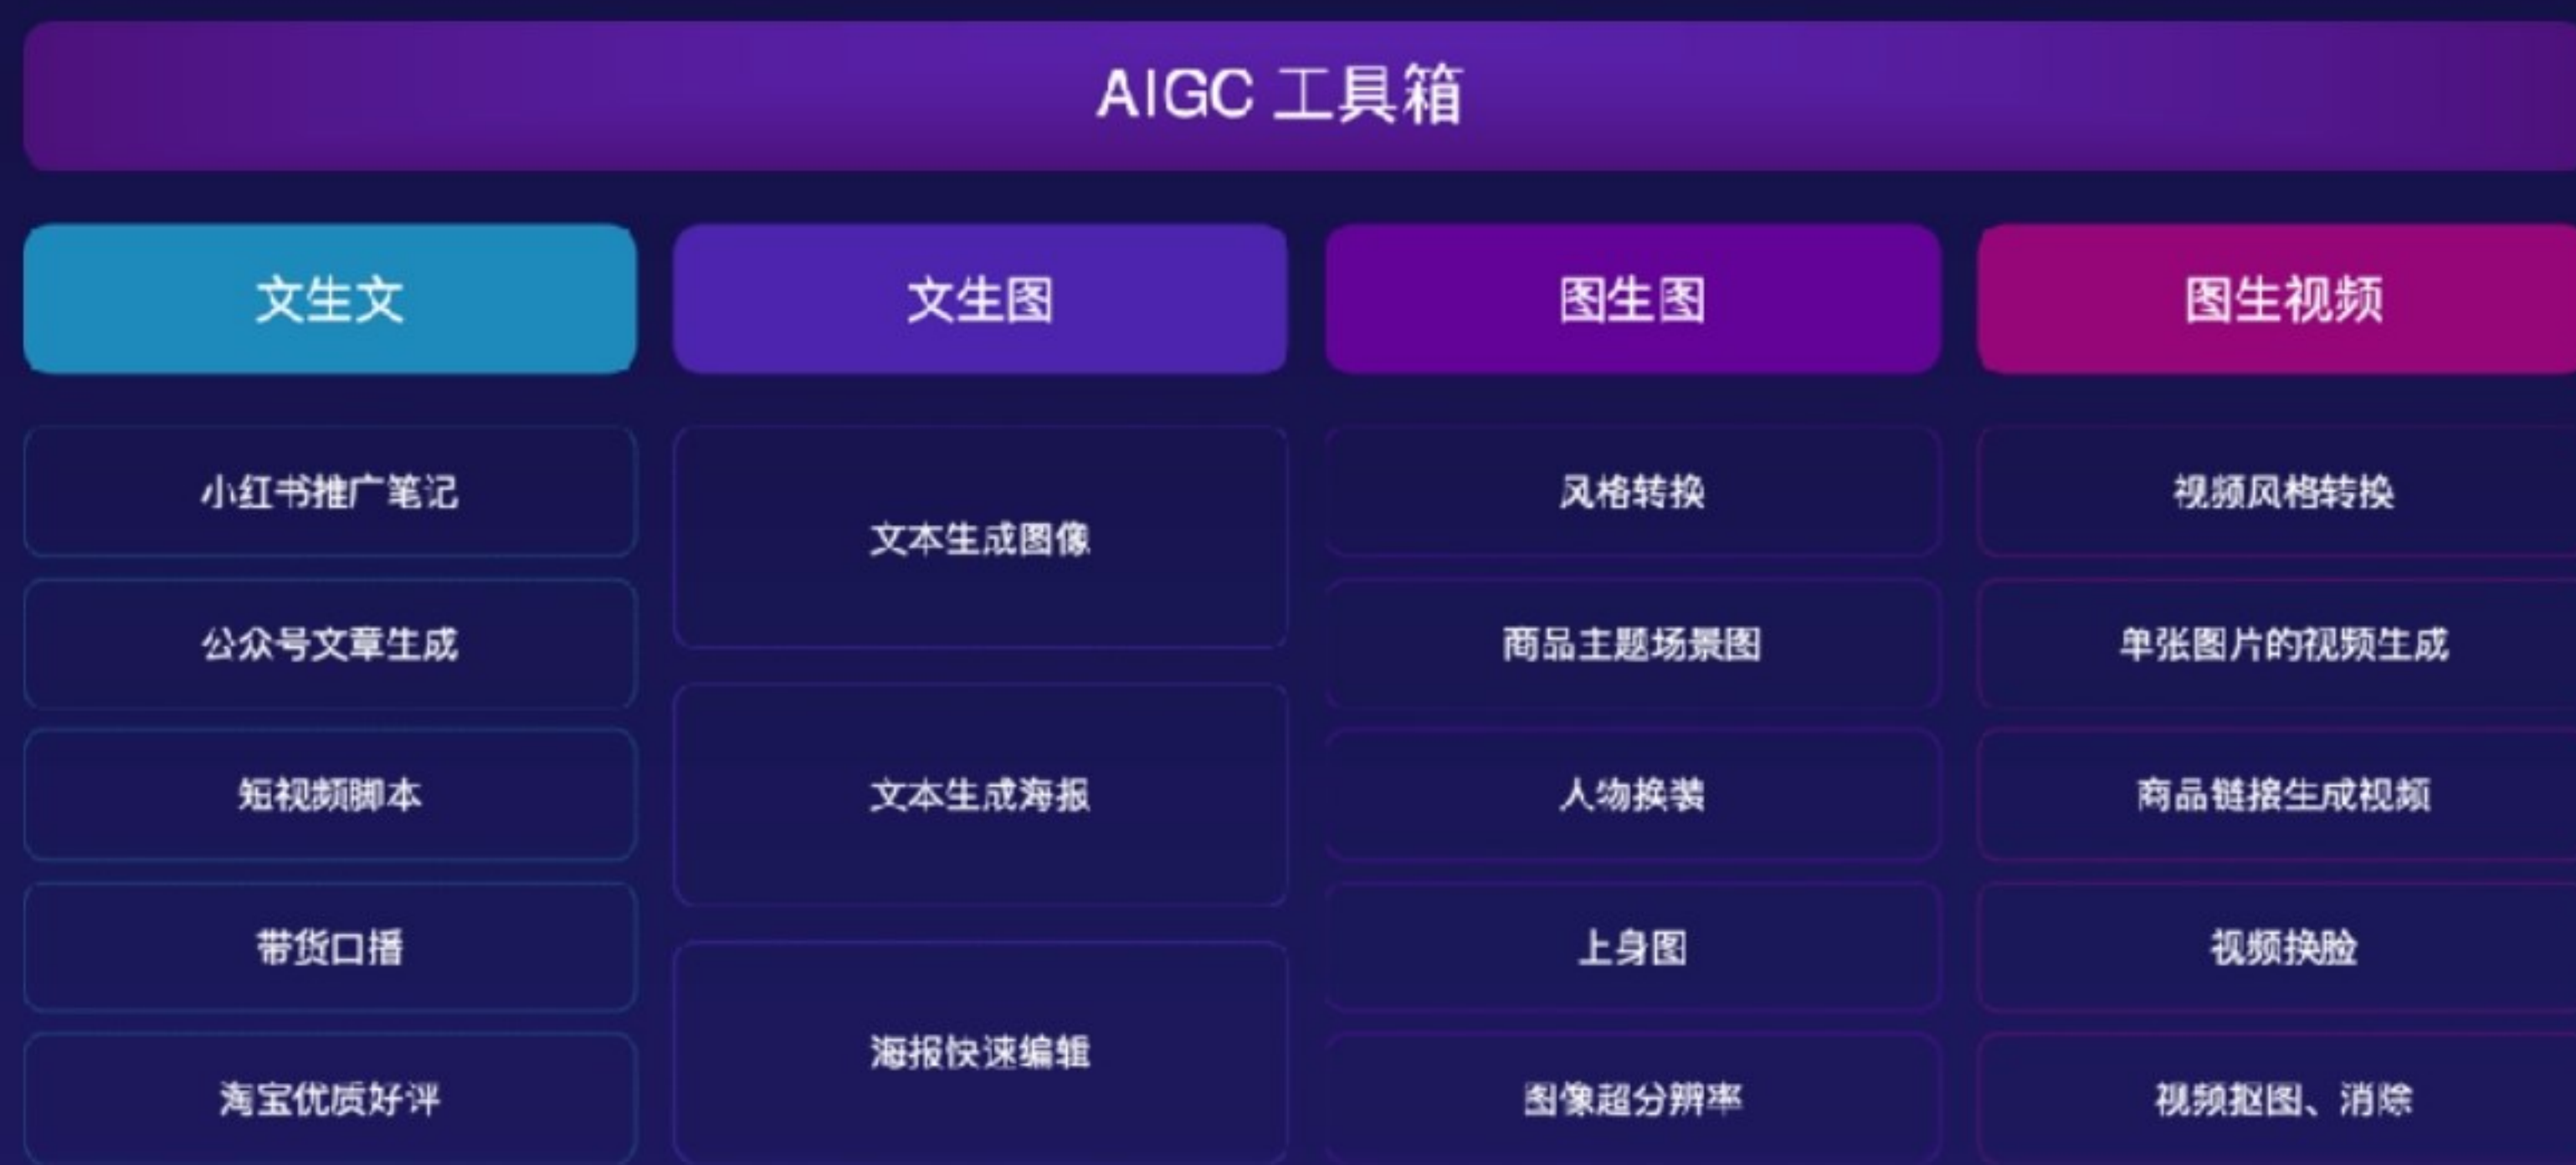 AIGC 工具箱
文生文
文生图
图生图
图生视频
小红书推广笔记
公众号文章生成
短视频脚本
带货口播
淘宝优质好评
文本生成图像
文本生成海报
海报快速编辑
风格转换
商品主题场景图
人物换装
上身图
图像超分辨率
视频风格转换
单张图片的视频生成
商品链接生成视频
视频换脸
视频抠图、消除